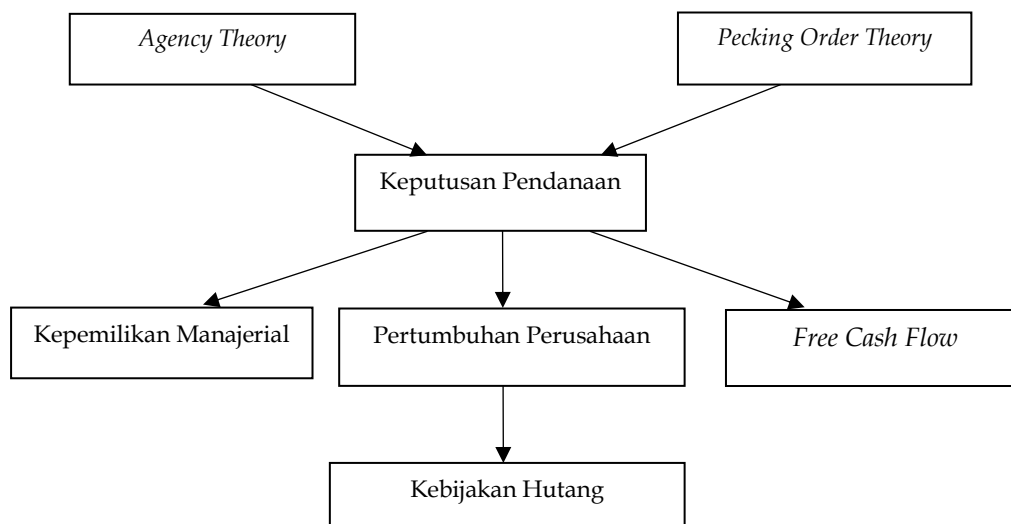 Agency Theory
Pecking Order Theory
Keputusan Pendanaan
Kepemilikan Manajerial
Pertumbuhan Perusahaan
Free Cash Flow
Kebijakan Hutang